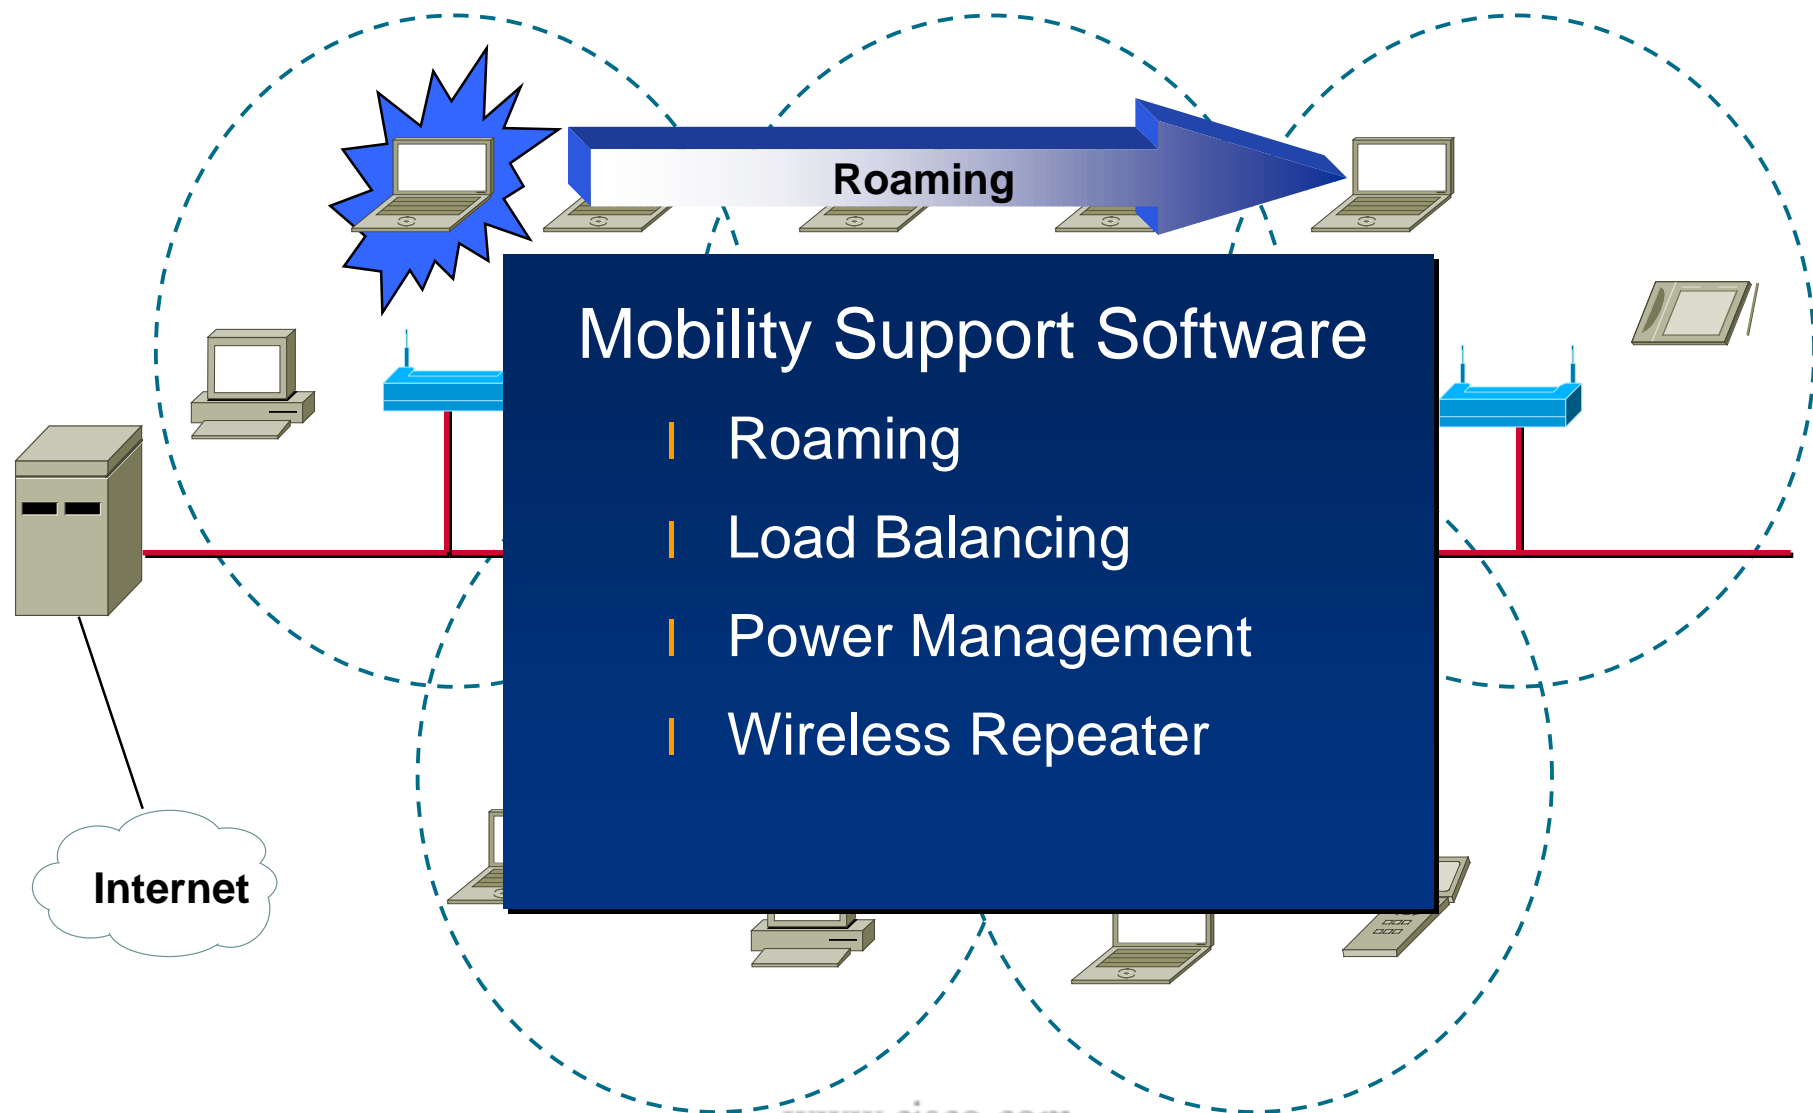 Roaming
Mobility Support Software
Roaming
Load Balancing
Power Management
Wireless Repeater
Internet